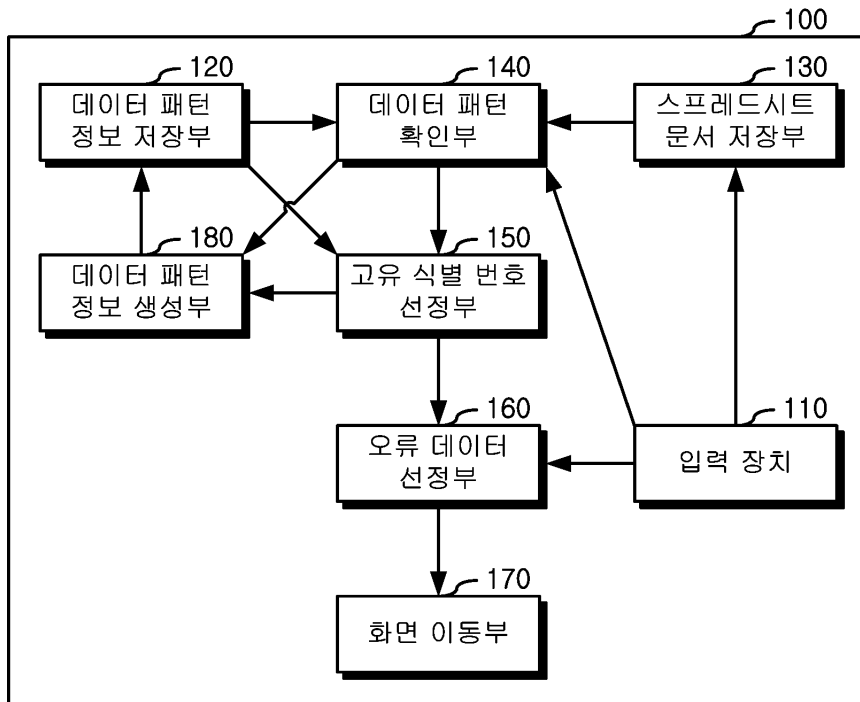 100
120
데이터 패턴
정보 저장부
140
데이터 패턴
확인부
130
스프레드시트
문서 저장부
180
데이터 패턴
정보 생성부
150
고유 식별 번호
선정부
160
오류 데이터
선정부
110
입력 장치
170
화면 이동부